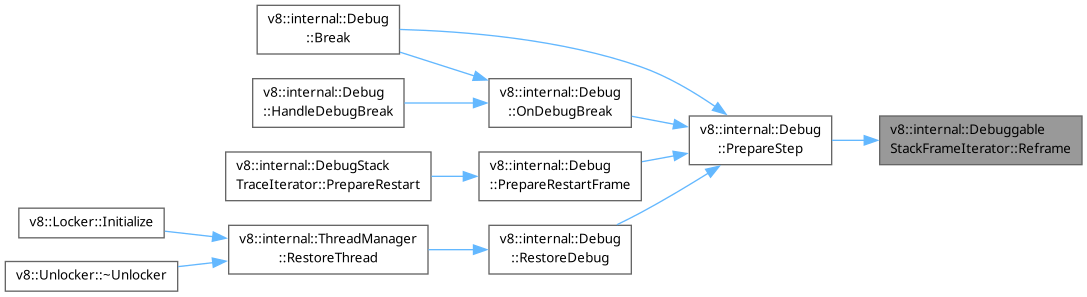 v8::internal::Debug
::Break
v8::internal::Debug
::HandleDebugBreak
v8::internal::Debug
::OnDebugBreak
v8::internal::Debug
::PrepareStep
v8::internal::Debuggable
StackFrameIterator::Reframe
v8::internal::DebugStack
TraceIterator::PrepareRestart
v8::internal::Debug
::PrepareRestartFrame
v8::Locker::Initialize
v8::internal::ThreadManager
::RestoreThread
v8::internal::Debug
::RestoreDebug
v8::Unlocker::~Unlocker